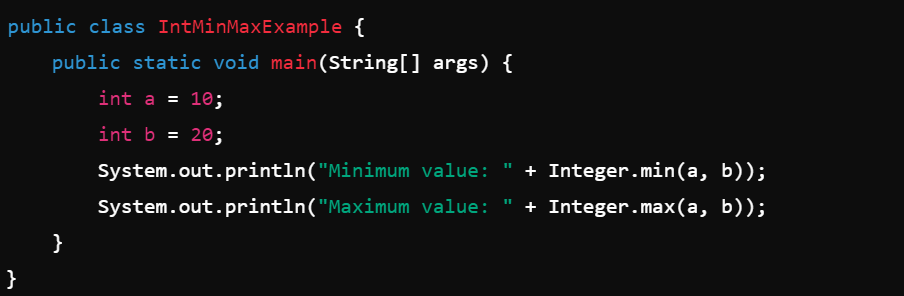 public class IntMinMaxExample {
    public static void main(String[] args) {
        int a = 10;
        int b = 20;
        System.out.println("Minimum value: " + Integer.min(a, b));
        System.out.println("Maximum value: " + Integer.max(a, b));
    }
}